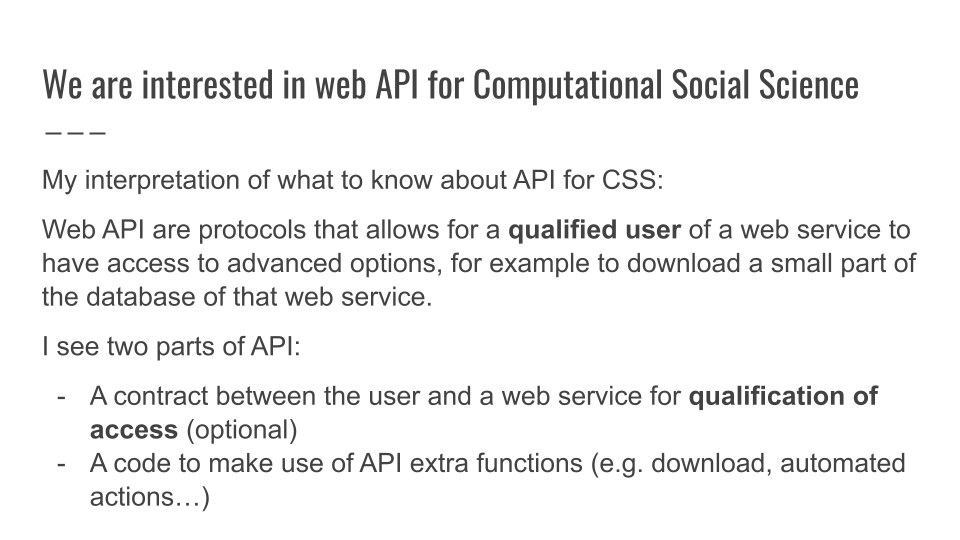 We are interested in web API for Computational Social Science
My interpretation of what to know about API for CSS:
Web API are protocols that allows for a qualified user of a web service to
have access to advanced options, for example to download a small part of
the database of that web service.
I see two parts of API:
- A contract between the user and a web service for qualification of
access (optional)
- A code to make use of API extra functions (e.g. download, automated
actions…)